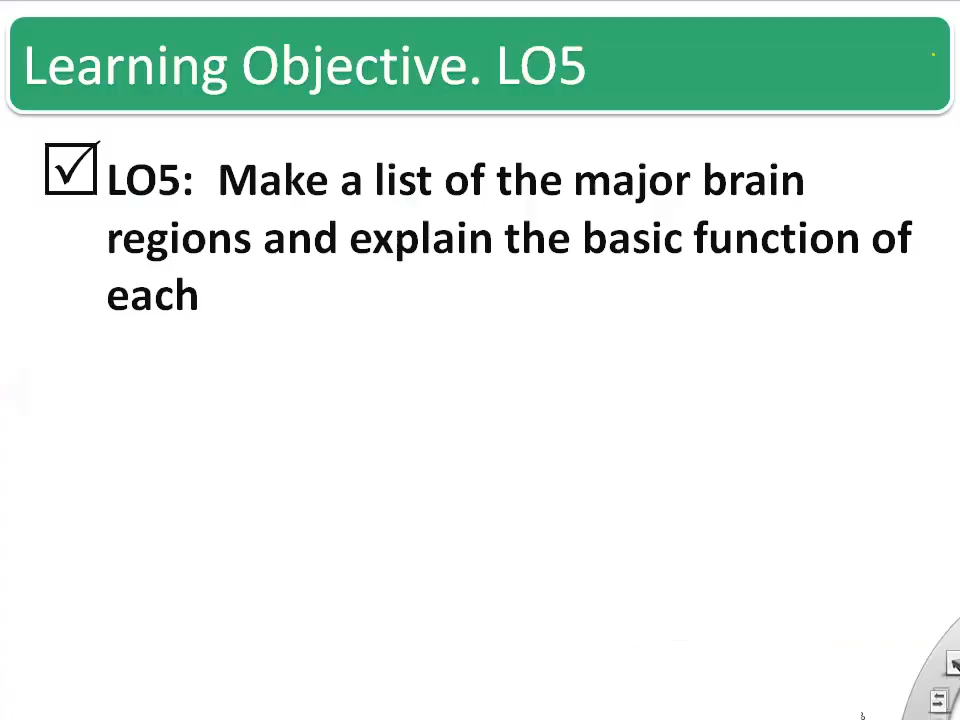 Learning Objective. LO5
LO5: Make a list of the major brain
regions and explain the basic function of
each